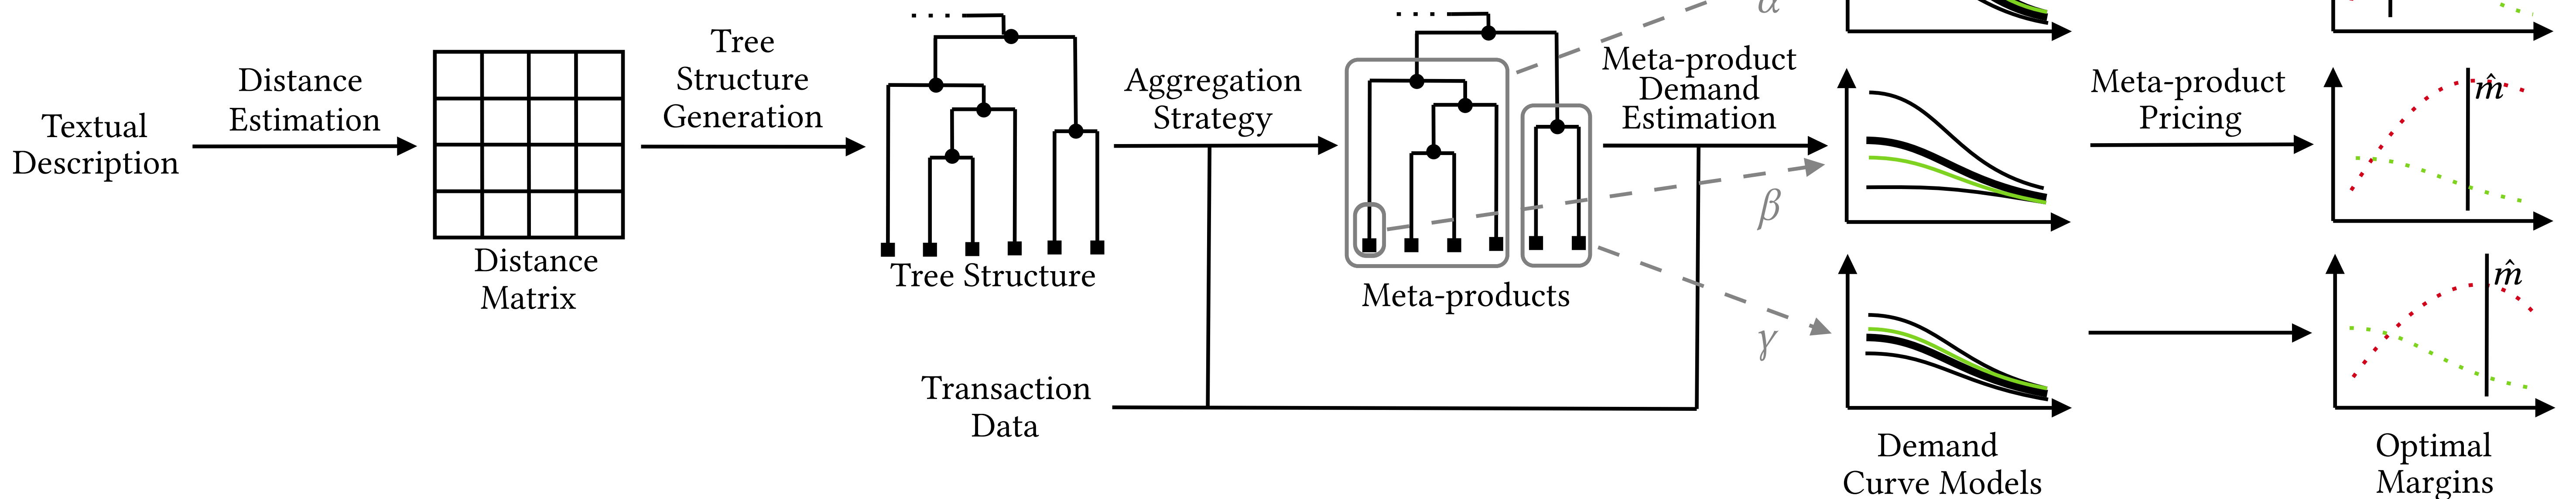 Textual
Description
Distance
Estimation
Distance
Matrix
Tree
Structure
Generation
Tree Structure
Aggregation
Strategy
Transaction
Data
Meta-products
Meta-product
Demand
Estimation
α
β
γ
Demand
Curve Models
Meta-product
Pricing
m̂
m̂
Optimal
Margins